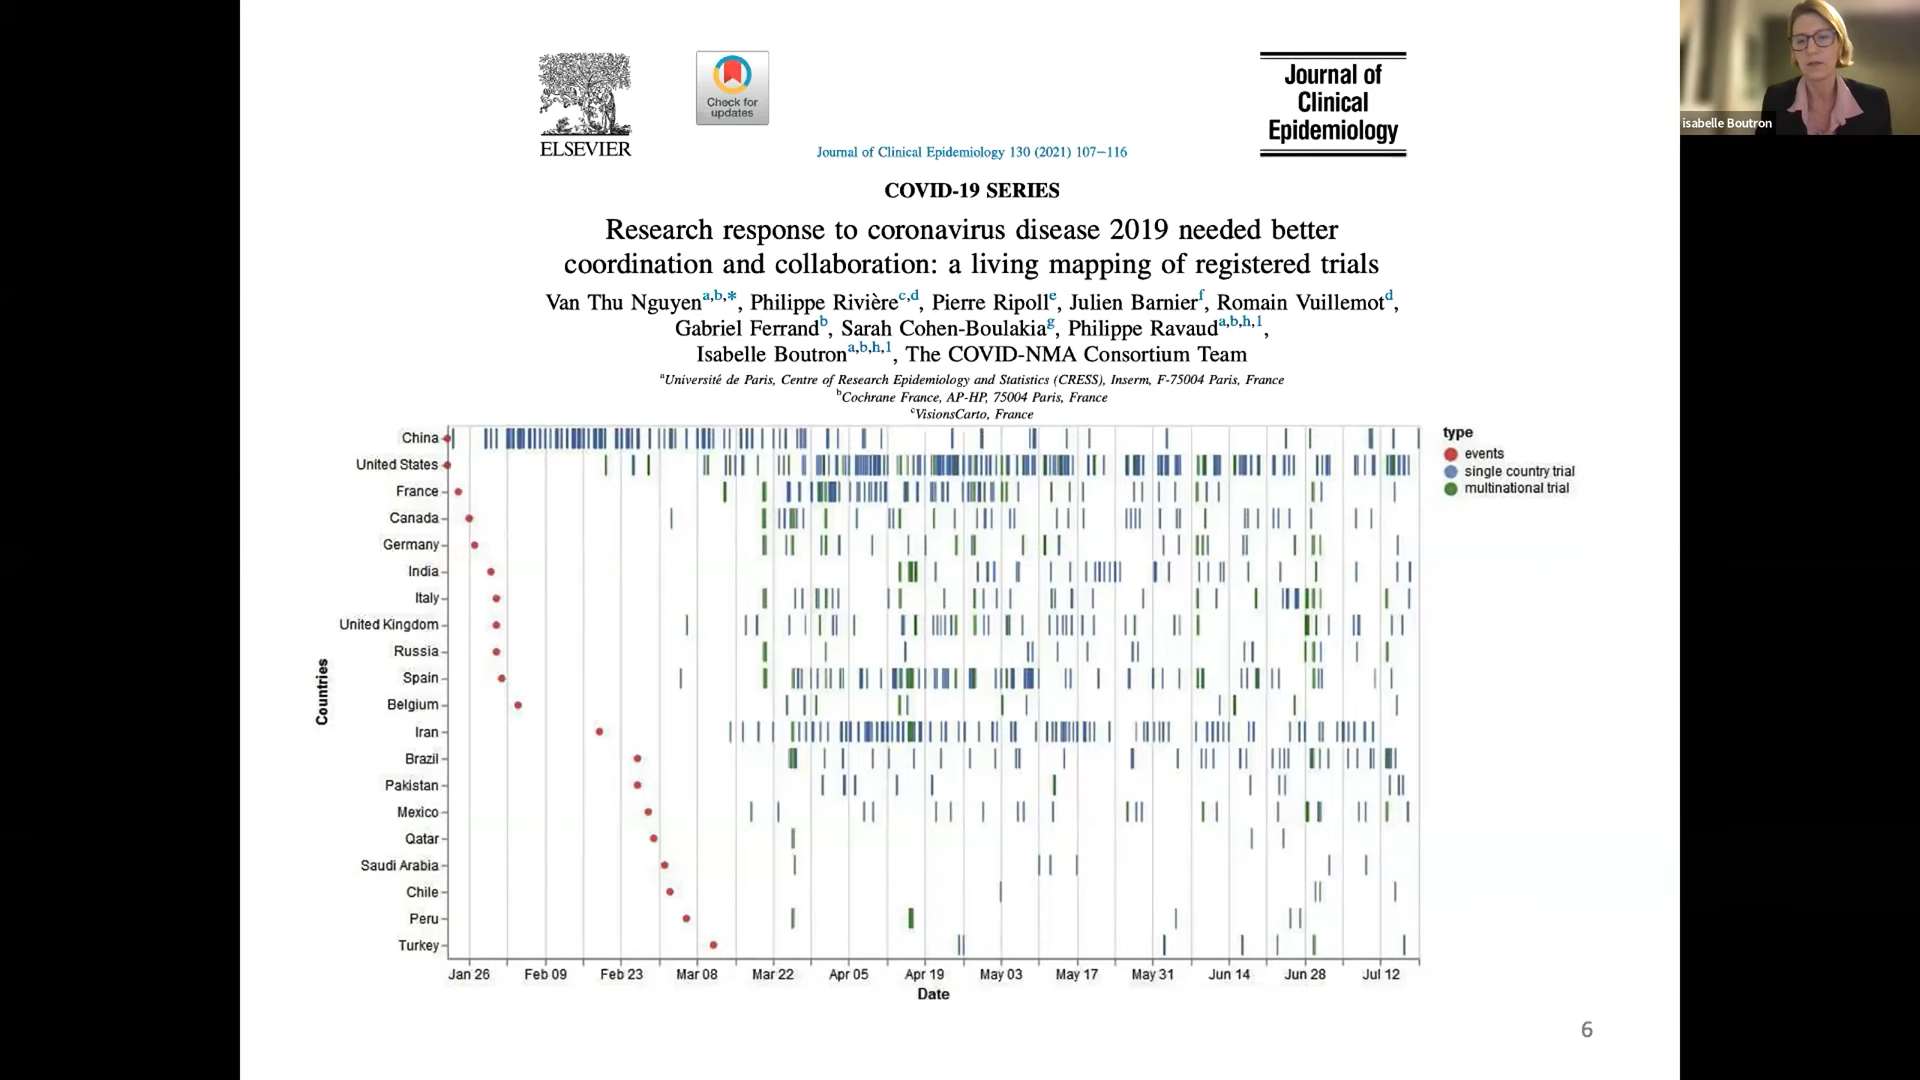 ELSEVIER
Check for
updates
Journal of
Clinical
Epidemiology
isabelle Boutron
Journal of Clinical Epidemiology 130 (2021) 107–116
COVID-19 SERIES
Research response to coronavirus disease 2019 needed better
coordination and collaboration: a living mapping of registered trials
Van Thu Nguyen a,b,*, Philippe Rivière c,d, Pierre Ripoll e, Julien Barnier f, Romain Vuillemot d,
Gabriel Ferrand b, Sarah Cohen-Boulakia g, Philippe Ravaud a,b,h,1,
Isabelle Boutron a,b,h,1, The COVID-NMA Consortium Team
a Université de Paris, Centre of Research Epidemiology and Statistics (CRESS), Inserm, F-75004 Paris, France
b Cochrane France, AP-HP, 75004 Paris, France
c VisionsCarto, France
type
events
single country trial
multinational trial
Countries
China
United States
France
Canada
Germany
India
Italy
United Kingdom
Russia
Spain
Belgium
Iran
Brazil
Pakistan
Mexico
Qatar
Saudi Arabia
Chile
Peru
Turkey
Jan 26 Feb 09 Feb 23 Mar 08 Mar 22 Apr 05 Apr 19 May 03 May 17 May 31 Jun 14 Jun 28 Jul 12
Date
6